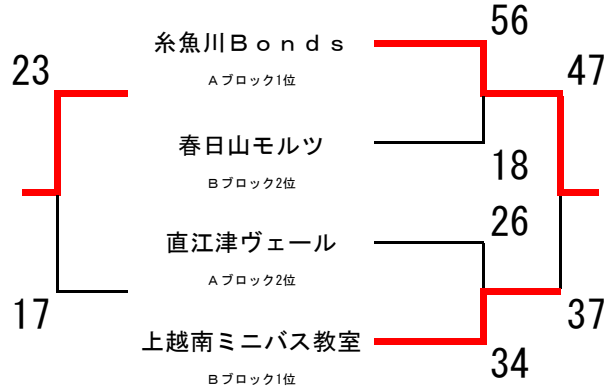 56
糸魚川Ｂｏｎｄｓ
23
47
Ａブロック1位
春日山モルツ
18
Ｂブロック2位
26
直江津ヴェール
Ａブロック2位
17
37
上越南ミニバス教室
34
Ｂブロック1位